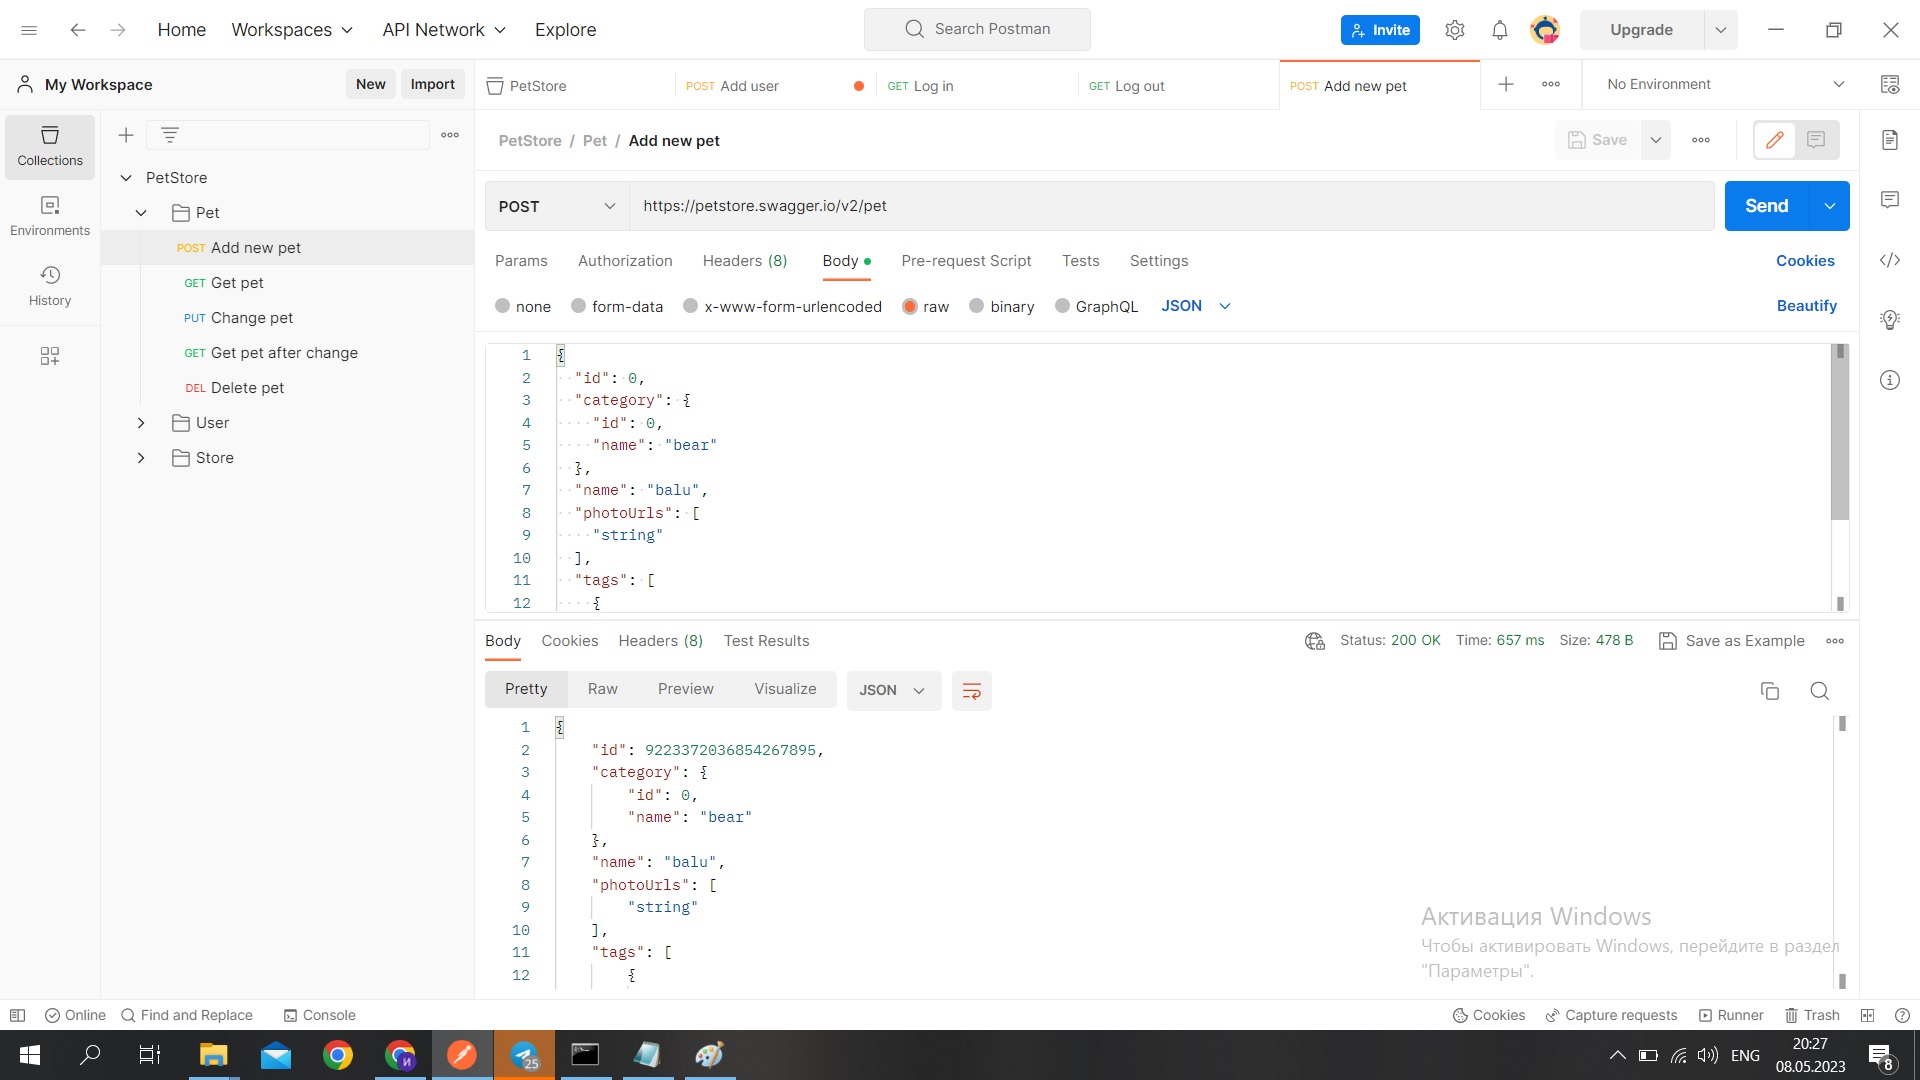 Home Workspaces API Network Explore Search Postman Invite Upgrade
My Workspace New Import PetStore POST Add user GET Log in GET Log out POST Add new pet No Environment
Collections
Environments
History
PetStore
Pet
POST Add new pet
GET Get pet
PUT Change pet
GET Get pet after change
DEL Delete pet
User
Store
PetStore / Pet / Add new pet Save
POST https://petstore.swagger.io/v2/pet Send
Params Authorization Headers (8) Body Pre-request Script Tests Settings Cookies
none form-data x-www-form-urlencoded raw binary GraphQL JSON Beautify
1 {
2 "id": 0,
3 "category": {
4 "id": 0,
5 "name": "bear"
6 },
7 "name": "balu",
8 "photoUrls": [
9 "string"
10 ],
11 "tags": [
12 {
Body Cookies Headers (8) Test Results Status: 200 OK Time: 657 ms Size: 478 B Save as Example
Pretty Raw Preview Visualize JSON
1 {
2 "id": 9223372036854267895,
3 "category": {
4 "id": 0,
5 "name": "bear"
6 },
7 "name": "balu",
8 "photoUrls": [
9 "string"
10 ],
11 "tags": [
12 {
Активация Windows
Чтобы активировать Windows, перейдите в раздел
"Параметры".
Online Find and Replace Console Cookies Capture requests Runner Trash
25 ENG 20:27
08.05.2023 8